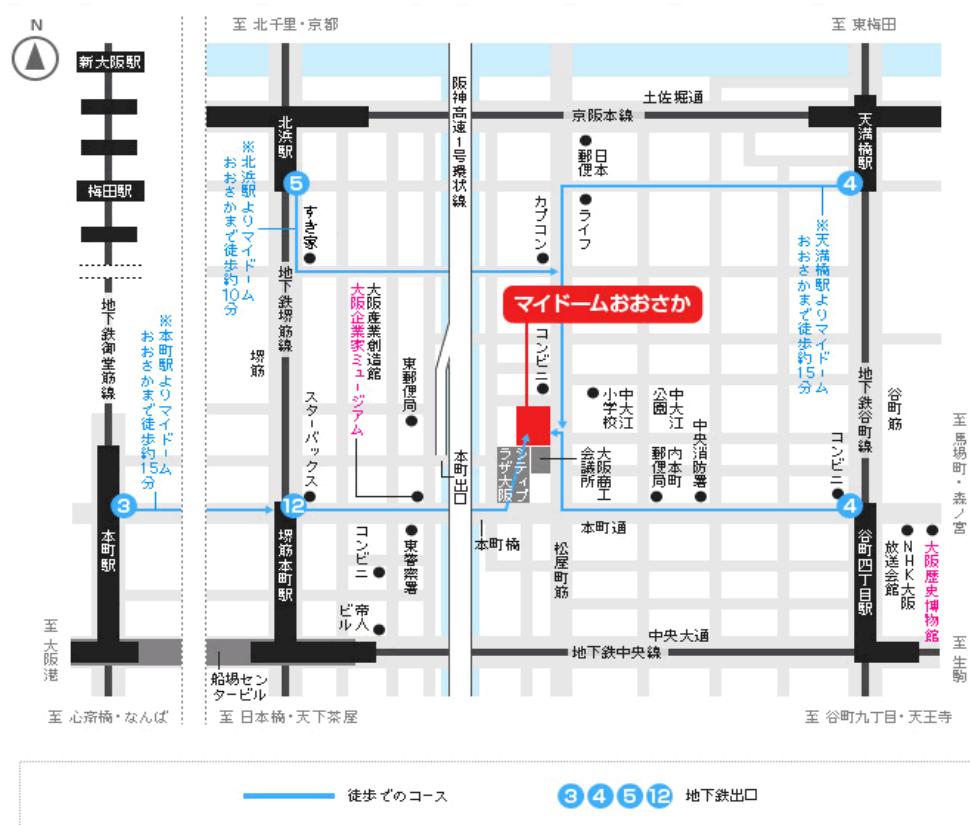 N
至 北千里・京都
至 東梅田
新大阪駅
梅田駅
地下鉄御堂筋線
※本町駅よりマイドーム
おおさかまで徒歩約15分
3
本町駅
至 大阪港
至 心斎橋・なんば
北浜駅
5
※北浜駅よりマイドーム
おおさかまで徒歩約10分
すき家
地下鉄堺筋線
堺筋
大阪産業創造館
大阪企業家ミュージアム
東郵便局
スターバックス
12
堺筋本町駅
コンビニ
東警察署
帝人
ビル
船場セン
タービル
至 日本橋・天下茶屋
阪神高速1号環状線
本町出口
本町橋
土佐堀通
京阪本線
日本
郵便
ライフ
カプコン
マイドームおおさか
コンビニ
シティプ
ラザ大阪
大阪商工
会議所
中大江
小学校
中大江
公園
内本町
郵便局
中央消防署
本町通
松屋町筋
中央大通
地下鉄中央線
天満橋駅
4
※天満橋駅よりマイドーム
おおさかまで徒歩約15分
地下鉄谷町線
谷町筋
コンビニ
4
谷町四丁目駅
NHK大阪
放送会館
大阪歴史博物館
至 馬場町・森ノ宮
至 生駒
至 谷町九丁目・天王寺
徒歩でのコース
3 4 5 12 地下鉄出口